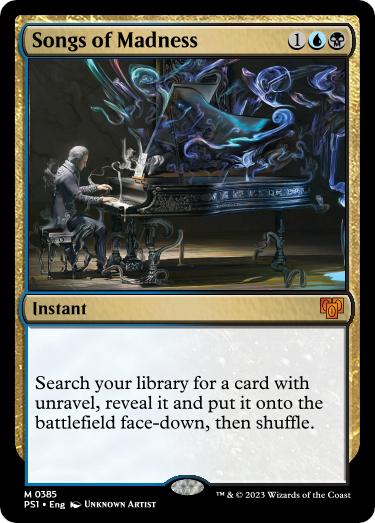 Songs of Madness 1
Instant
Search your library for a card with
unravel, reveal it and put it onto the
battlefield face-down, then shuffle.
M 0385
PS1 • Eng Unknown Artist
™ & © 2023 Wizards of the Coast